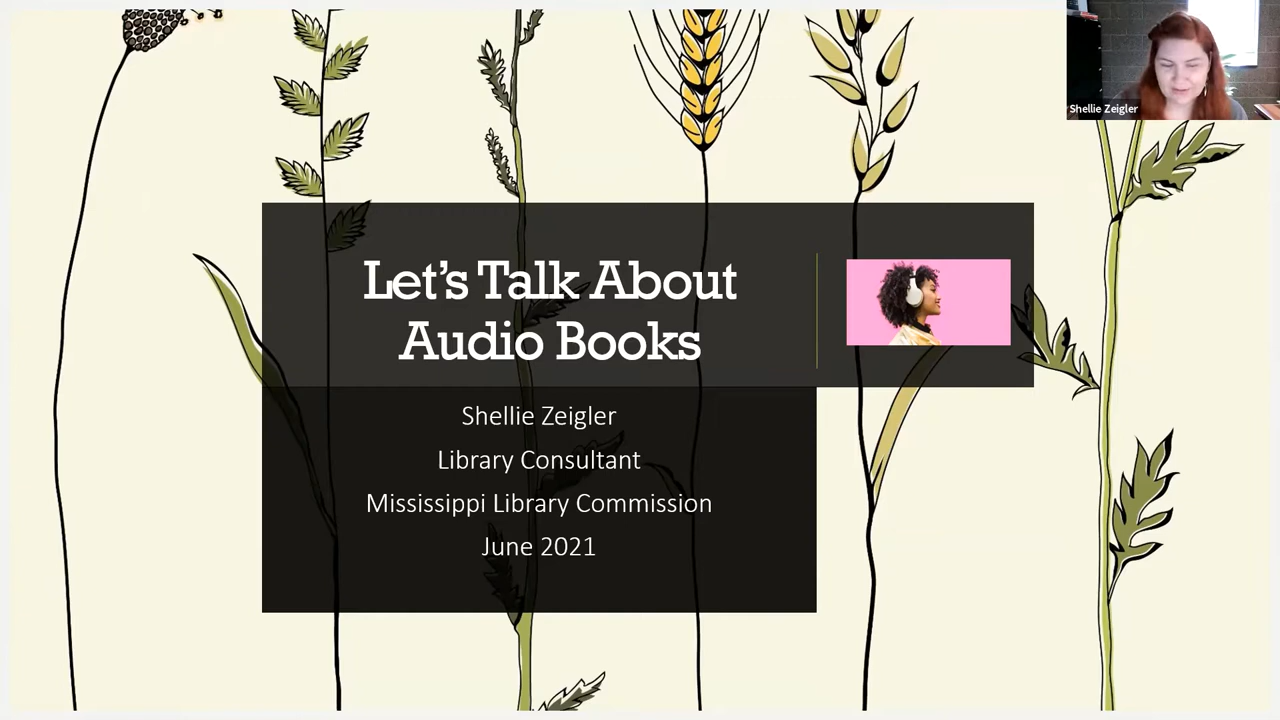 Shellie Zeigler
Let's Talk About
Audio Books
Shellie Zeigler
Library Consultant
Mississippi Library Commission
June 2021